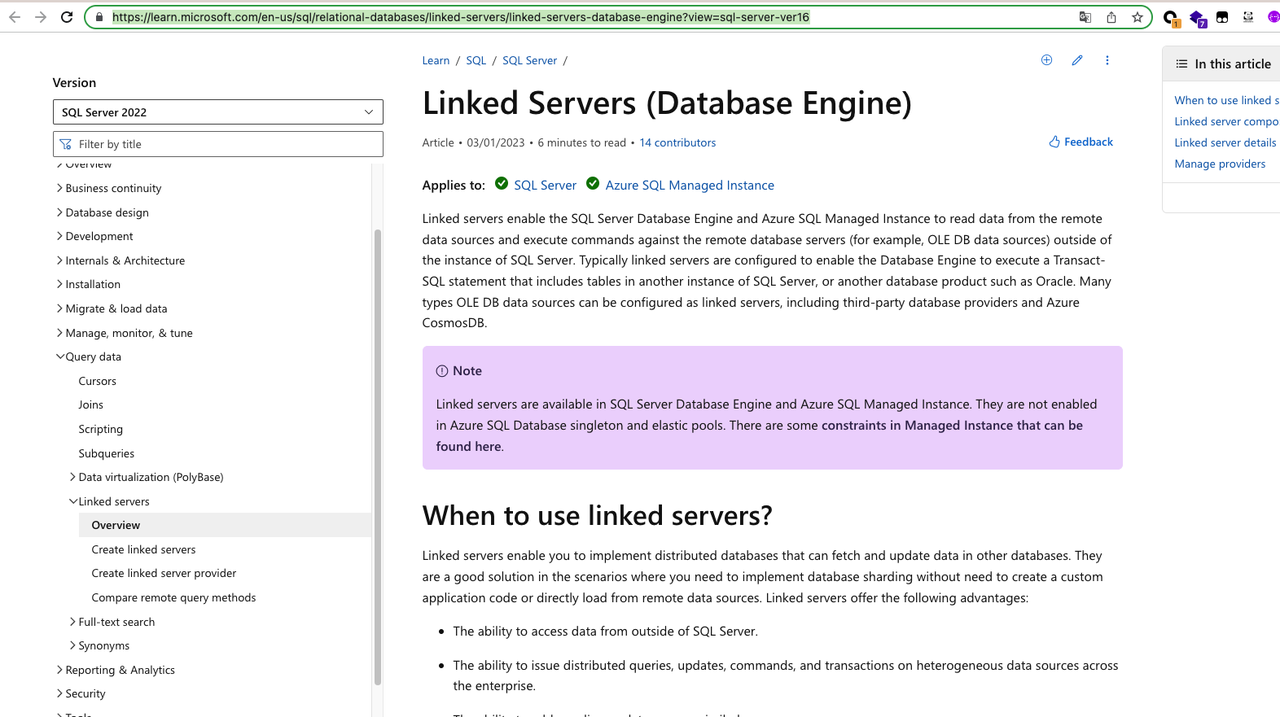 https://learn.microsoft.com/en-us/sql/relational-databases/linked-servers/linked-servers-database-engine?view=sql-server-ver16
1
7
Version
SQL Server 2022
Filter by title
Overview
Business continuity
Database design
Development
Internals & Architecture
Installation
Migrate & load data
Manage, monitor, & tune
Query data
Cursors
Joins
Scripting
Subqueries
Data virtualization (PolyBase)
Linked servers
Overview
Create linked servers
Create linked server provider
Compare remote query methods
Full-text search
Synonyms
Reporting & Analytics
Security
Tools
Learn / SQL / SQL Server /
Linked Servers (Database Engine)
Article • 03/01/2023 • 6 minutes to read • 14 contributors
Feedback
Applies to: SQL Server Azure SQL Managed Instance
Linked servers enable the SQL Server Database Engine and Azure SQL Managed Instance to read data from the remote
data sources and execute commands against the remote database servers (for example, OLE DB data sources) outside of
the instance of SQL Server. Typically linked servers are configured to enable the Database Engine to execute a Transact-
SQL statement that includes tables in another instance of SQL Server, or another database product such as Oracle. Many
types OLE DB data sources can be configured as linked servers, including third-party database providers and Azure
CosmosDB.
Note
Linked servers are available in SQL Server Database Engine and Azure SQL Managed Instance. They are not enabled
in Azure SQL Database singleton and elastic pools. There are some constraints in Managed Instance that can be
found here.
When to use linked servers?
Linked servers enable you to implement distributed databases that can fetch and update data in other databases. They
are a good solution in the scenarios where you need to implement database sharding without need to create a custom
application code or directly load from remote data sources. Linked servers offer the following advantages:
• The ability to access data from outside of SQL Server.
• The ability to issue distributed queries, updates, commands, and transactions on heterogeneous data sources across
the enterprise.
In this article
When to use linked s
Linked server compo
Linked server details
Manage providers